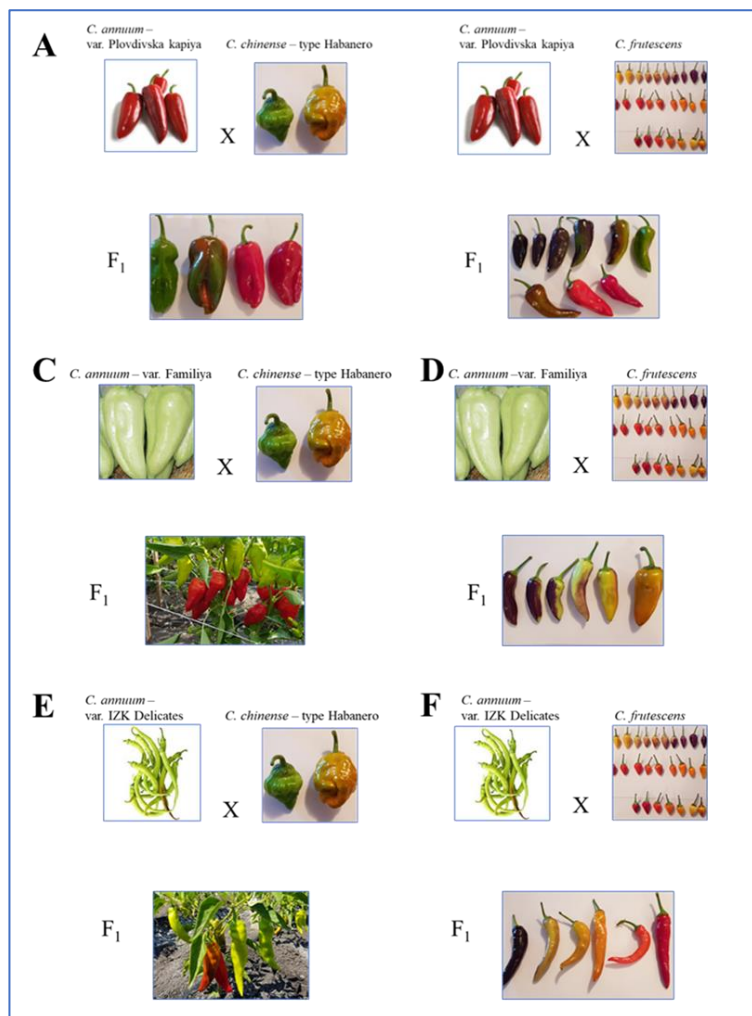 A
C. annuum –
var. Plovdivska kapiya
C. chinense – type Habanero
X
F1
C. annuum –
var. Plovdivska kapiya
C. frutescens
X
F1
C
C. annuum – var. Familiya
C. chinense – type Habanero
X
F1
D
C. annuum –var. Familiya
C. frutescens
X
F1
E
C. annuum –
var. IZK Delicates
C. chinense – type Habanero
X
F1
F
C. annuum –
var. IZK Delicates
C. frutescens
X
F1